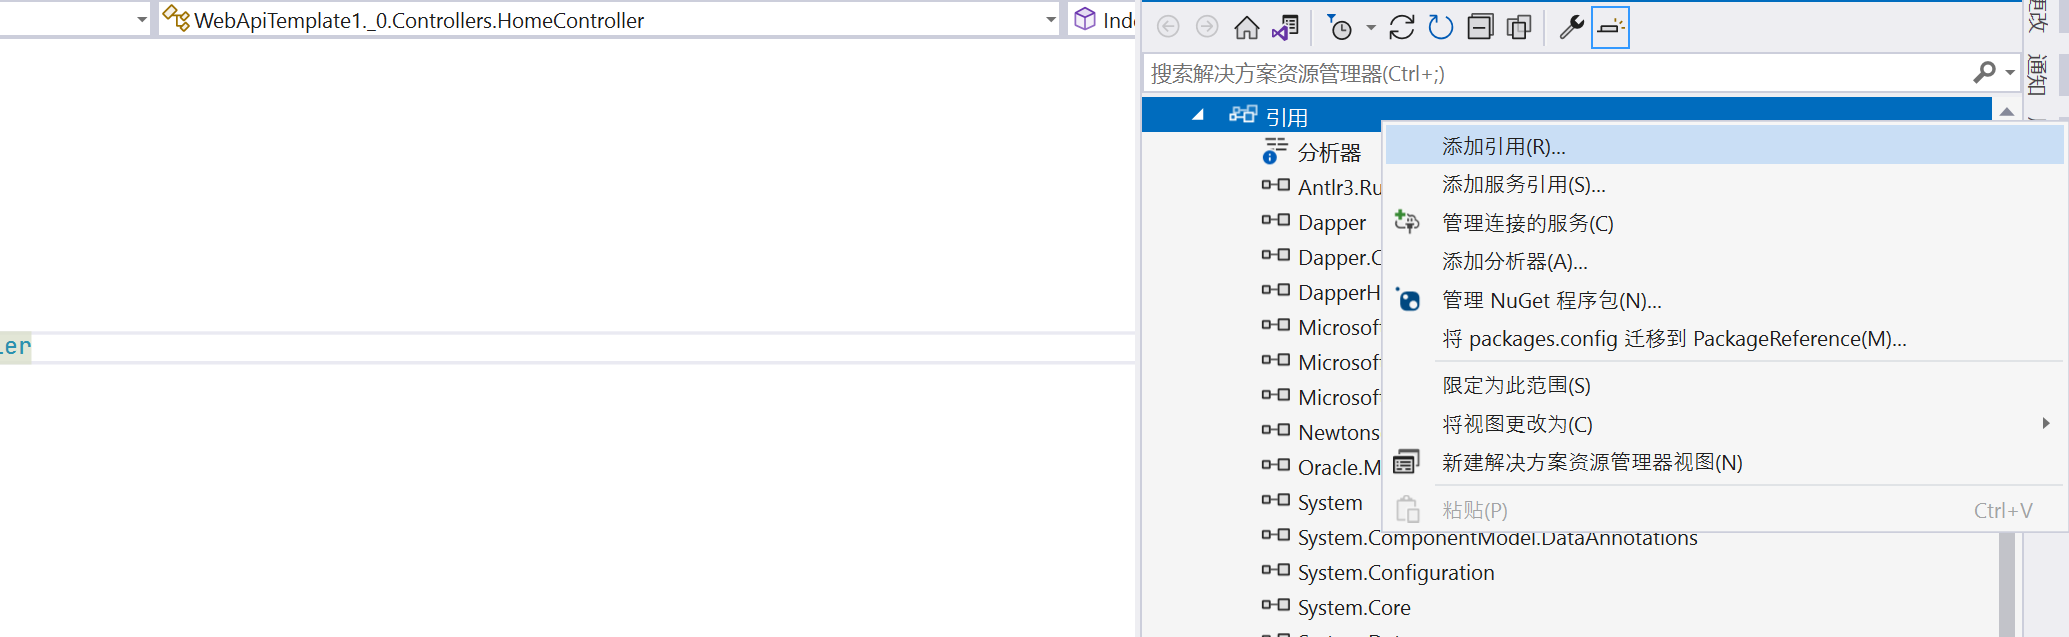 WebApiTemplate1._0.Controllers.HomeController
搜索解决方案资源管理器(Ctrl+;)
更改
通知
引用
分析器
Antlr3.Ru
Dapper
Dapper.C
DapperH
Microsof
Microsof
Microsof
Newtons
Oracle.M
System
System.ComponentModel.DataAnnotations
System.Configuration
System.Core
添加引用(R)...
添加服务引用(S)...
管理连接的服务(C)
添加分析器(A)...
管理 NuGet 程序包(N)...
将 packages.config 迁移到 PackageReference(M)...
限定为此范围(S)
将视图更改为(C)
新建解决方案资源管理器视图(N)
粘贴(P) Ctrl+V
ler